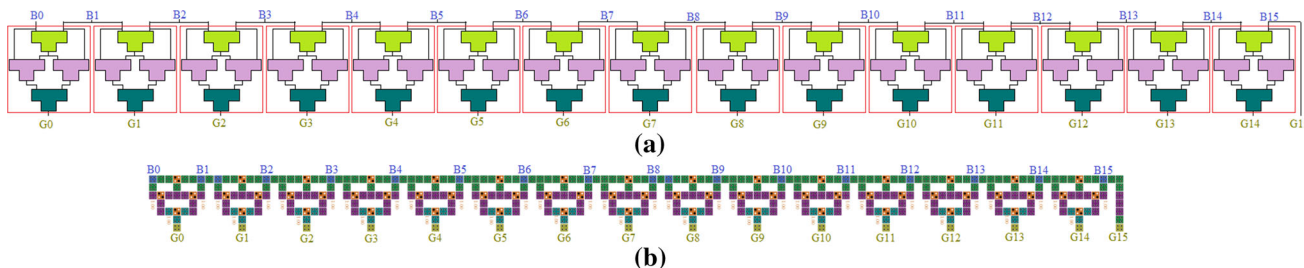 B0 B1 B2 B3 B4 B5 B6 B7 B8 B9 B10 B11 B12 B13 B14 B15
G0 G1 G2 G3 G4 G5 G6 G7 G8 G9 G10 G11 G12 G13 G14 G1
(a)
B0 B1 B2 B3 B4 B5 B6 B7 B8 B9 B10 B11 B12 B13 B14 B15
G0 G1 G2 G3 G4 G5 G6 G7 G8 G9 G10 G11 G12 G13 G14 G15
(b)